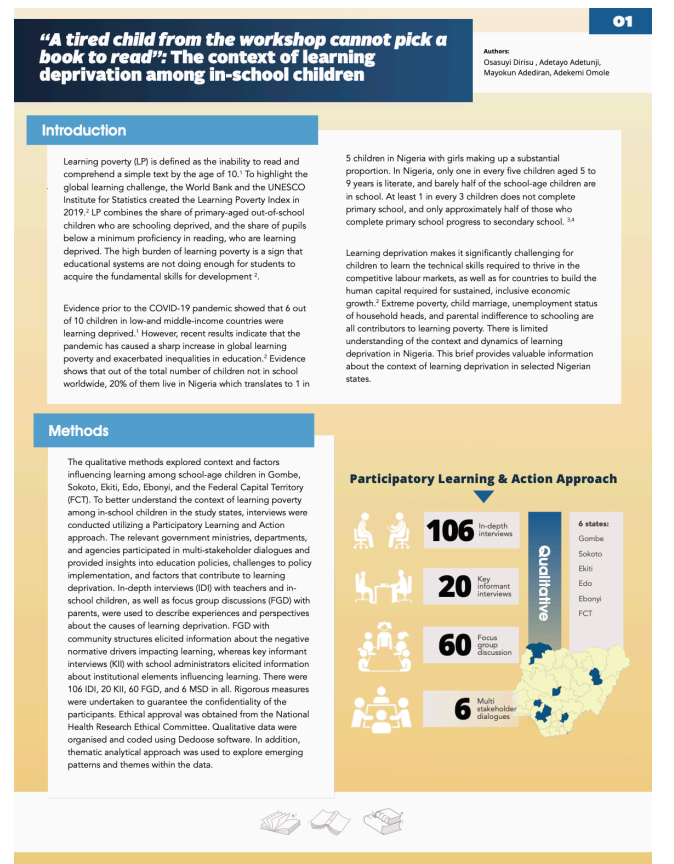 01
“A tired child from the workshop cannot pick a
book to read”: The context of learning
deprivation among in-school children
Authors:
Osasuyi Dirisu , Adetayo Adetunji,
Mayokun Adediran, Adekemi Omole
Introduction
Learning poverty (LP) is defined as the inability to read and
comprehend a simple text by the age of 10.¹ To highlight the
global learning challenge, the World Bank and the UNESCO
Institute for Statistics created the Learning Poverty Index in
2019.² LP combines the share of primary-aged out-of-school
children who are schooling deprived, and the share of pupils
below a minimum proficiency in reading, who are learning
deprived. The high burden of learning poverty is a sign that
educational systems are not doing enough for students to
acquire the fundamental skills for development ².
Evidence prior to the COVID-19 pandemic showed that 6 out
of 10 children in low-and middle-income countries were
learning deprived.¹ However, recent results indicate that the
pandemic has caused a sharp increase in global learning
poverty and exacerbated inequalities in education.² Evidence
shows that out of the total number of children not in school
worldwide, 20% of them live in Nigeria which translates to 1 in
5 children in Nigeria with girls making up a substantial
proportion. In Nigeria, only one in every five children aged 5 to
9 years is literate, and barely half of the school-age children are
in school. At least 1 in every 3 children does not complete
primary school, and only approximately half of those who
complete primary school progress to secondary school. ³,⁴
Learning deprivation makes it significantly challenging for
children to learn the technical skills required to thrive in the
competitive labour markets, as well as for countries to build the
human capital required for sustained, inclusive economic
growth.² Extreme poverty, child marriage, unemployment status
of household heads, and parental indifference to schooling are
all contributors to learning poverty. There is limited
understanding of the context and dynamics of learning
deprivation in Nigeria. This brief provides valuable information
about the context of learning deprivation in selected Nigerian
states.
Methods
The qualitative methods explored context and factors
influencing learning among school-age children in Gombe,
Sokoto, Ekiti, Edo, Ebonyi, and the Federal Capital Territory
(FCT). To better understand the context of learning poverty
among in-school children in the study states, interviews were
conducted utilizing a Participatory Learning and Action
approach. The relevant government ministries, departments,
and agencies participated in multi-stakeholder dialogues and
provided insights into education policies, challenges to policy
implementation, and factors that contribute to learning
deprivation. In-depth interviews (IDI) with teachers and in-
school children, as well as focus group discussions (FGD) with
parents, were used to describe experiences and perspectives
about the causes of learning deprivation. FGD with
community structures elicited information about the negative
normative drivers impacting learning, whereas key informant
interviews (KII) with school administrators elicited information
about institutional elements influencing learning. There were
106 IDI, 20 KII, 60 FGD, and 6 MSD in all. Rigorous measures
were undertaken to guarantee the confidentiality of the
participants. Ethical approval was obtained from the National
Health Research Ethical Committee. Qualitative data were
organised and coded using Dedoose software. In addition,
thematic analytical approach was used to explore emerging
patterns and themes within the data.
Participatory Learning & Action Approach
106 In-depth
interviews
20 Key
informant
interviews
60 Focus
group
discussion
6 Multi
stakeholder
dialogues
Qualitative
6 states:
Gombe
Sokoto
Ekiti
Edo
Ebonyi
FCT